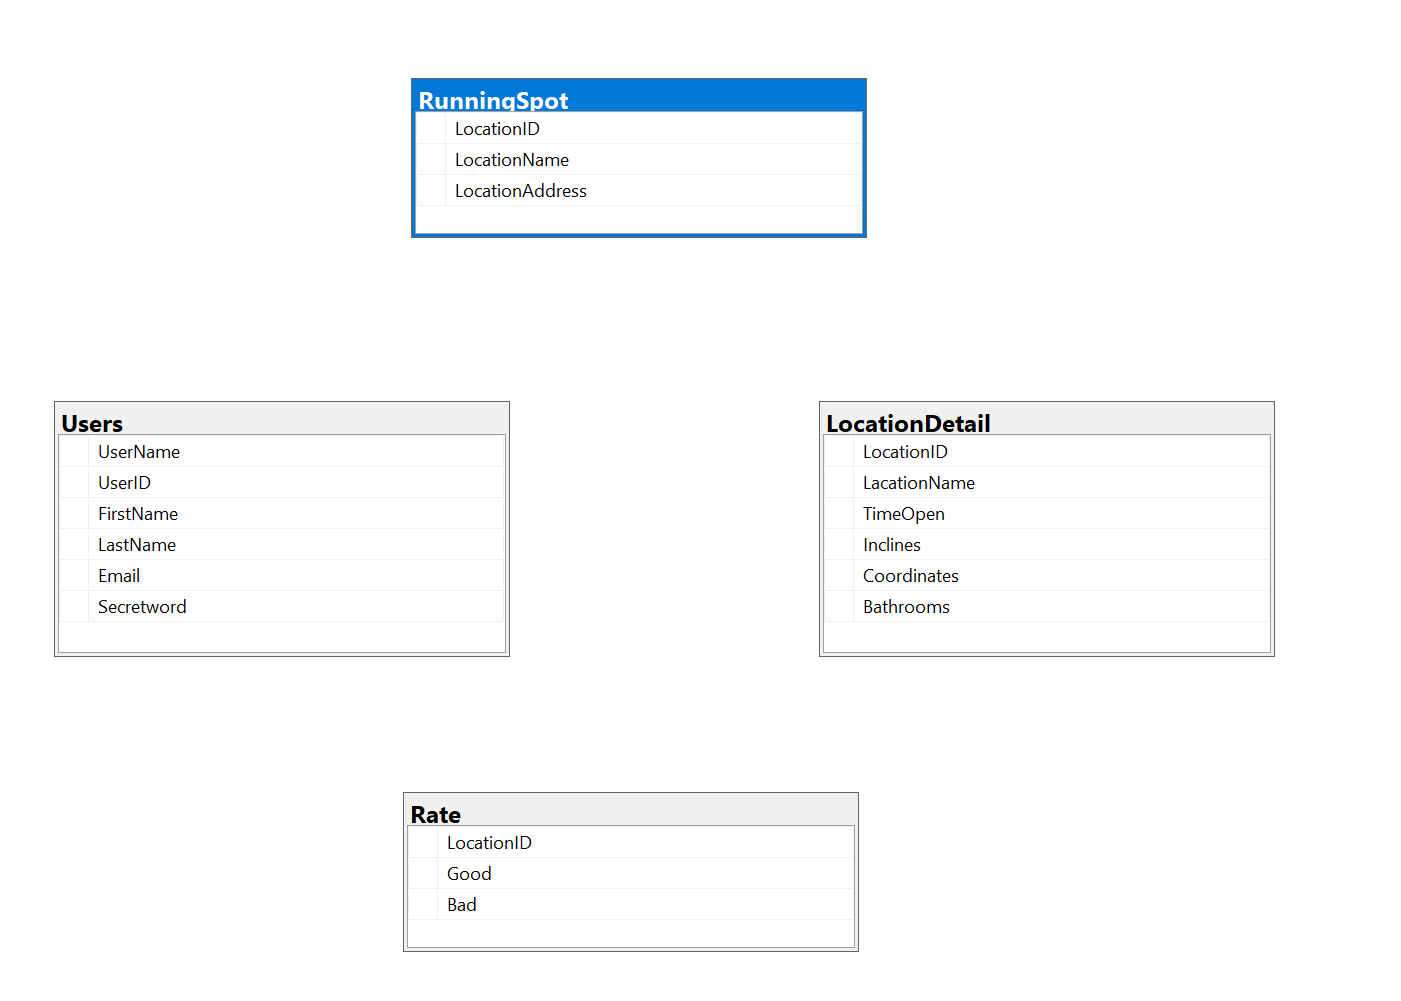 RunningSpot
LocationID
LocationName
LocationAddress
Users
UserName
UserID
FirstName
LastName
Email
Secretword
LocationDetail
LocationID
LacationName
TimeOpen
Inclines
Coordinates
Bathrooms
Rate
LocationID
Good
Bad